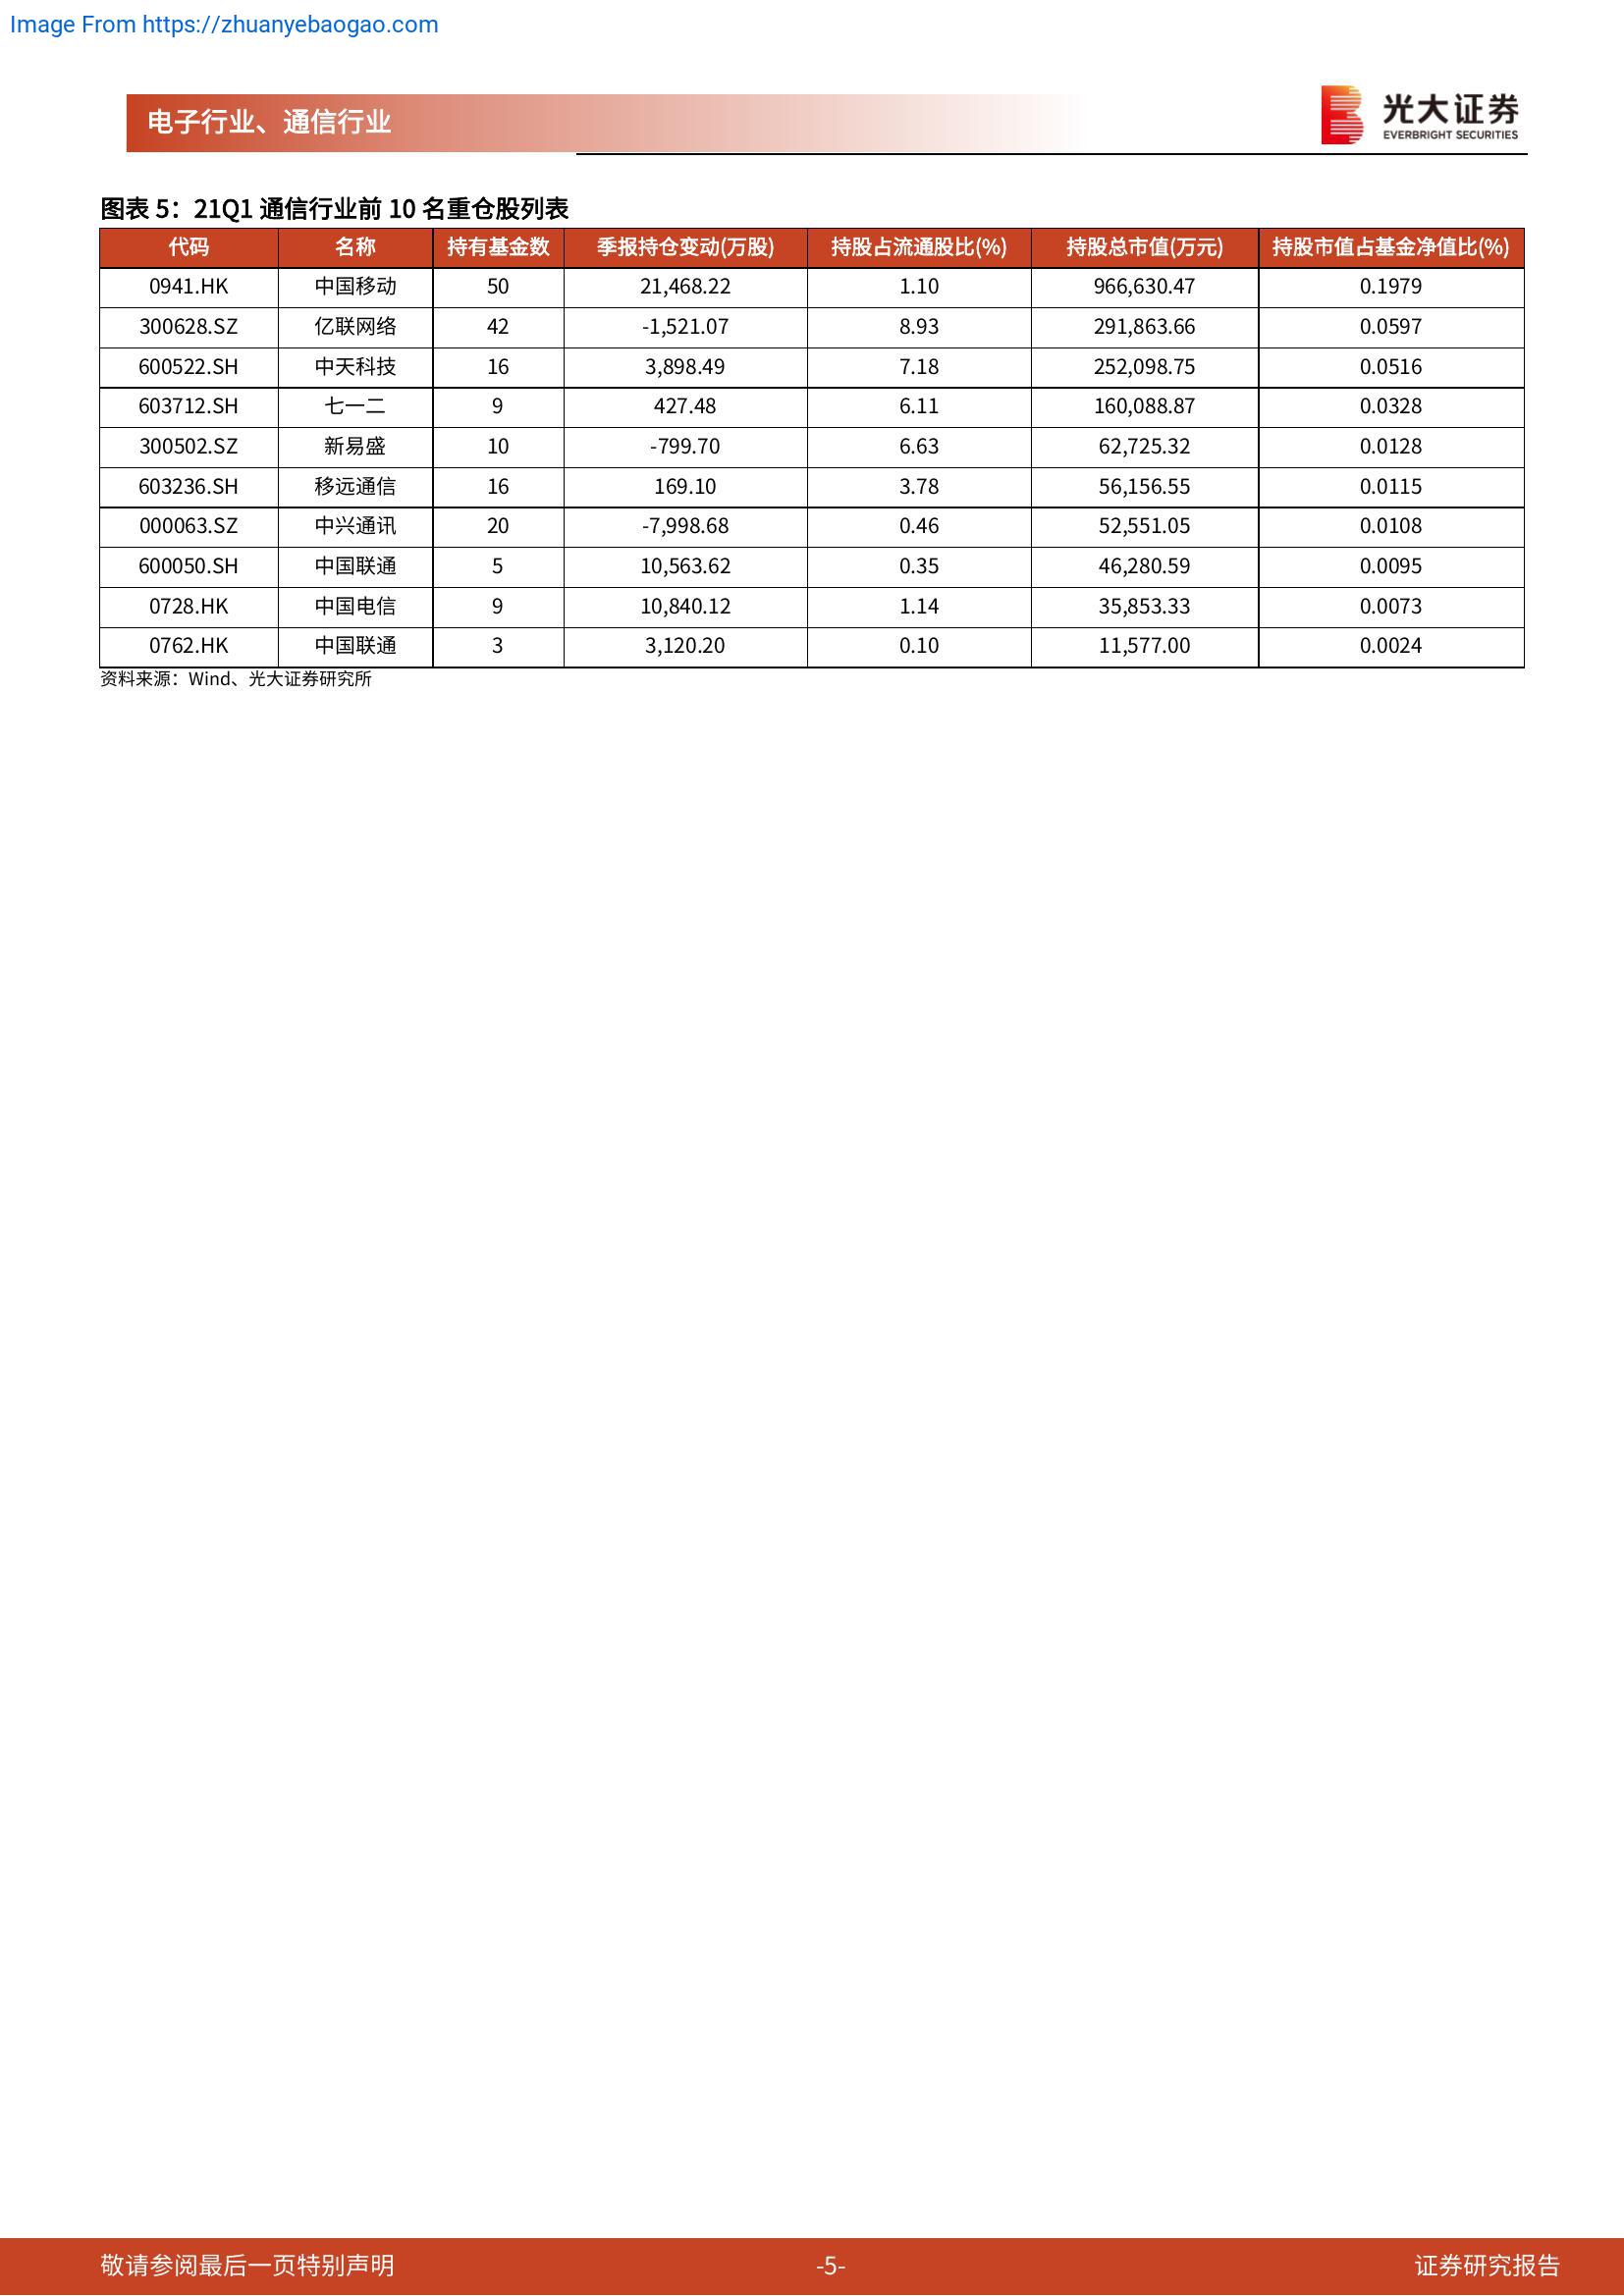 Image From https://zhuanyebaogao.com
电子行业、通信行业
光大证券
EVERBRIGHT SECURITIES
图表 5：21Q1 通信行业前 10 名重仓股列表
代码 名称 持有基金数 季报持仓变动(万股) 持股占流通股比(%) 持股总市值(万元) 持股市值占基金净值比(%)
0941.HK 中国移动 50 21,468.22 1.10 966,630.47 0.1979
300628.SZ 亿联网络 42 -1,521.07 8.93 291,863.66 0.0597
600522.SH 中天科技 16 3,898.49 7.18 252,098.75 0.0516
603712.SH 七一二 9 427.48 6.11 160,088.87 0.0328
300502.SZ 新易盛 10 -799.70 6.63 62,725.32 0.0128
603236.SH 移远通信 16 169.10 3.78 56,156.55 0.0115
000063.SZ 中兴通讯 20 -7,998.68 0.46 52,551.05 0.0108
600050.SH 中国联通 5 10,563.62 0.35 46,280.59 0.0095
0728.HK 中国电信 9 10,840.12 1.14 35,853.33 0.0073
0762.HK 中国联通 3 3,120.20 0.10 11,577.00 0.0024
资料来源：Wind、光大证券研究所
敬请参阅最后一页特别声明 -5- 证券研究报告